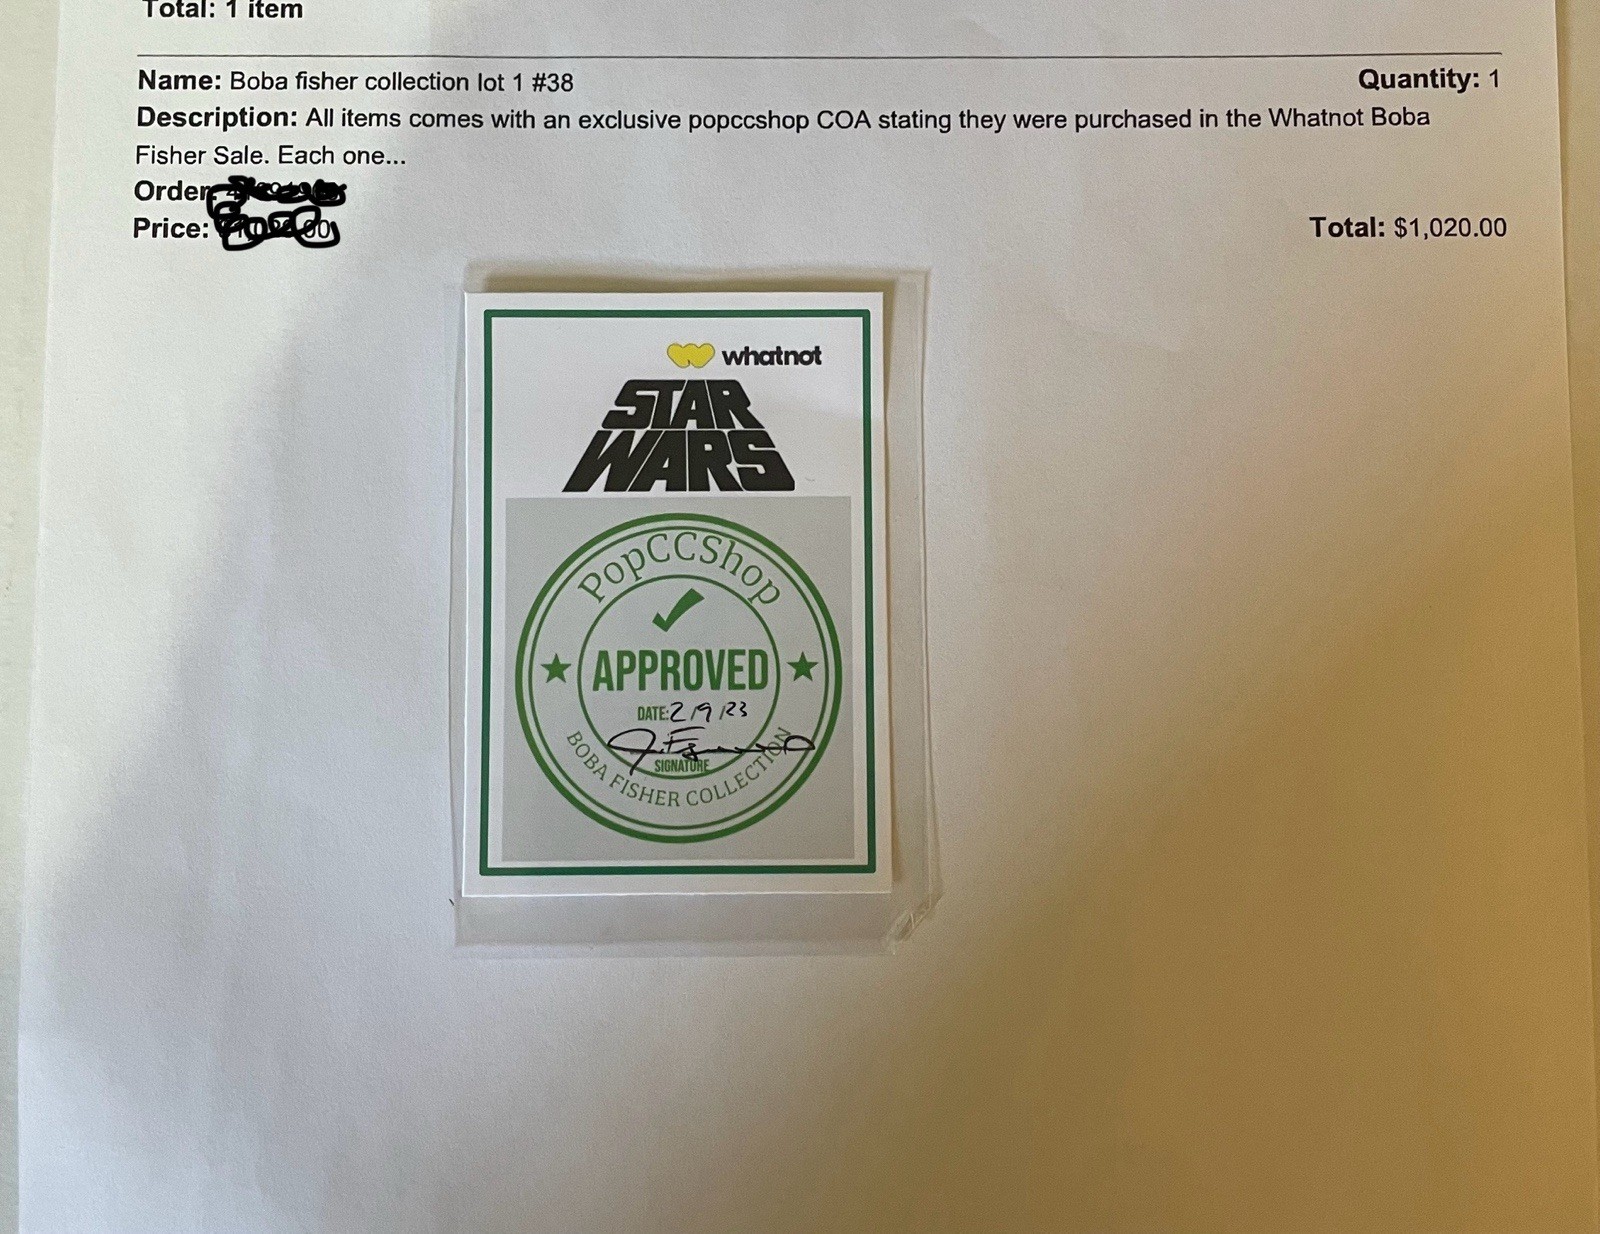 Total: 1 item
Name: Boba fisher collection lot 1 #38 Quantity: 1
Description: All items comes with an exclusive popccshop COA stating they were purchased in the Whatnot Boba
Fisher Sale. Each one...
Order:
Price: Total: $1,020.00
whatnot
STAR
WARS
PopCCShop
APPROVED
DATE: 2/9/23
SIGNATURE
BOBA FISHER COLLECTION